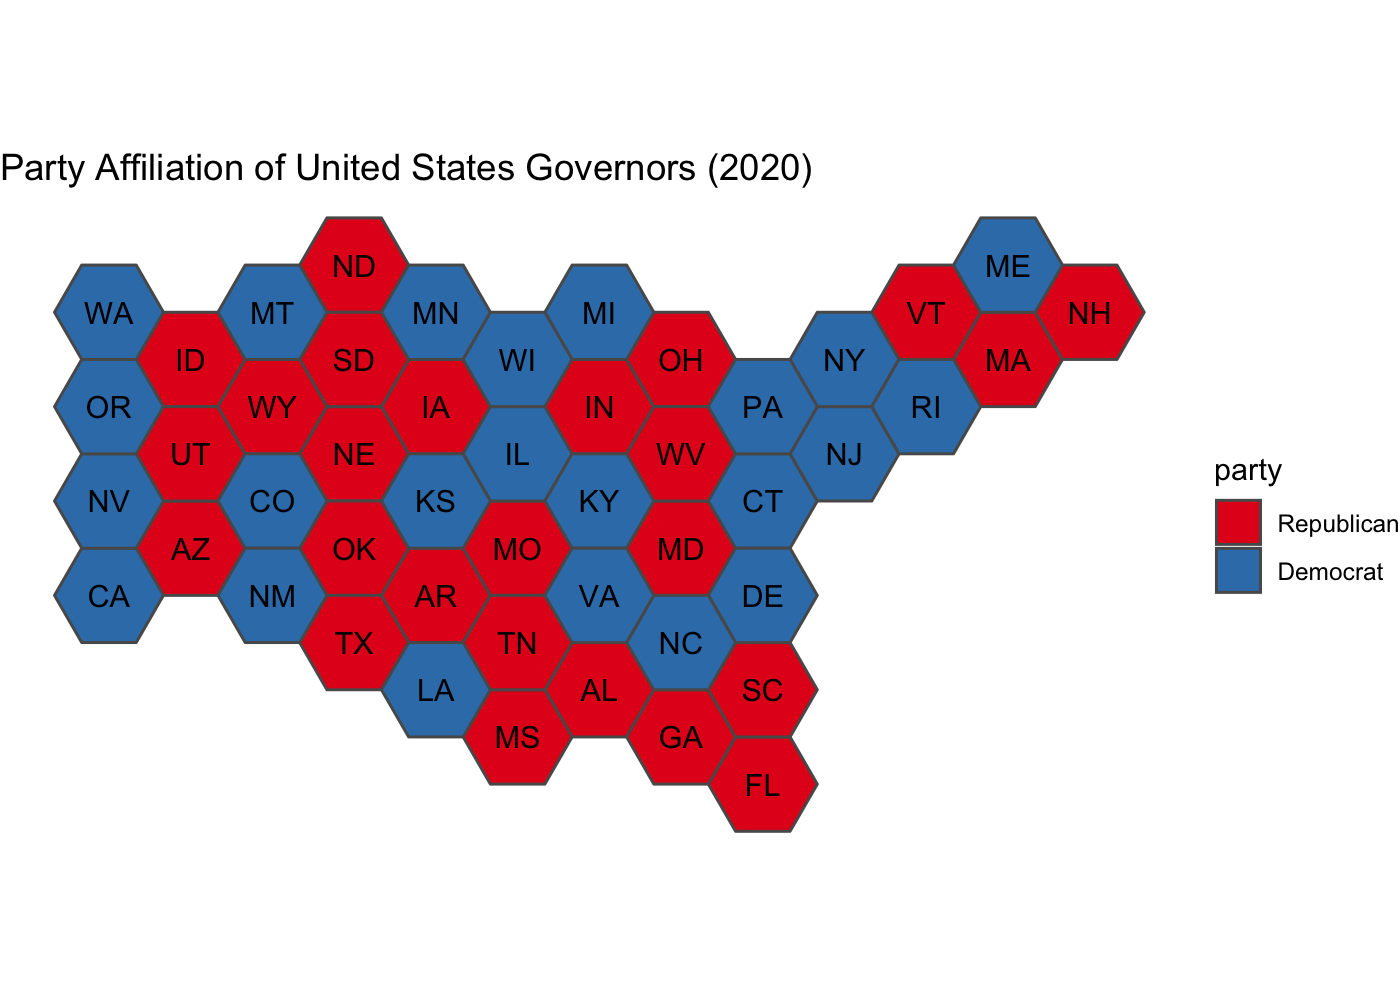 Party Affiliation of United States Governors (2020)
ND
ME
WA
MT
MN
MI
VT
NH
ID
SD
WI
OH
NY
MA
OR
WY
IA
IN
PA
RI
UT
NE
IL
WV
NJ
NV
CO
KS
KY
CT
AZ
OK
MO
MD
CA
NM
AR
VA
DE
TX
TN
NC
LA
AL
SC
MS
GA
FL
party
Republican
Democrat